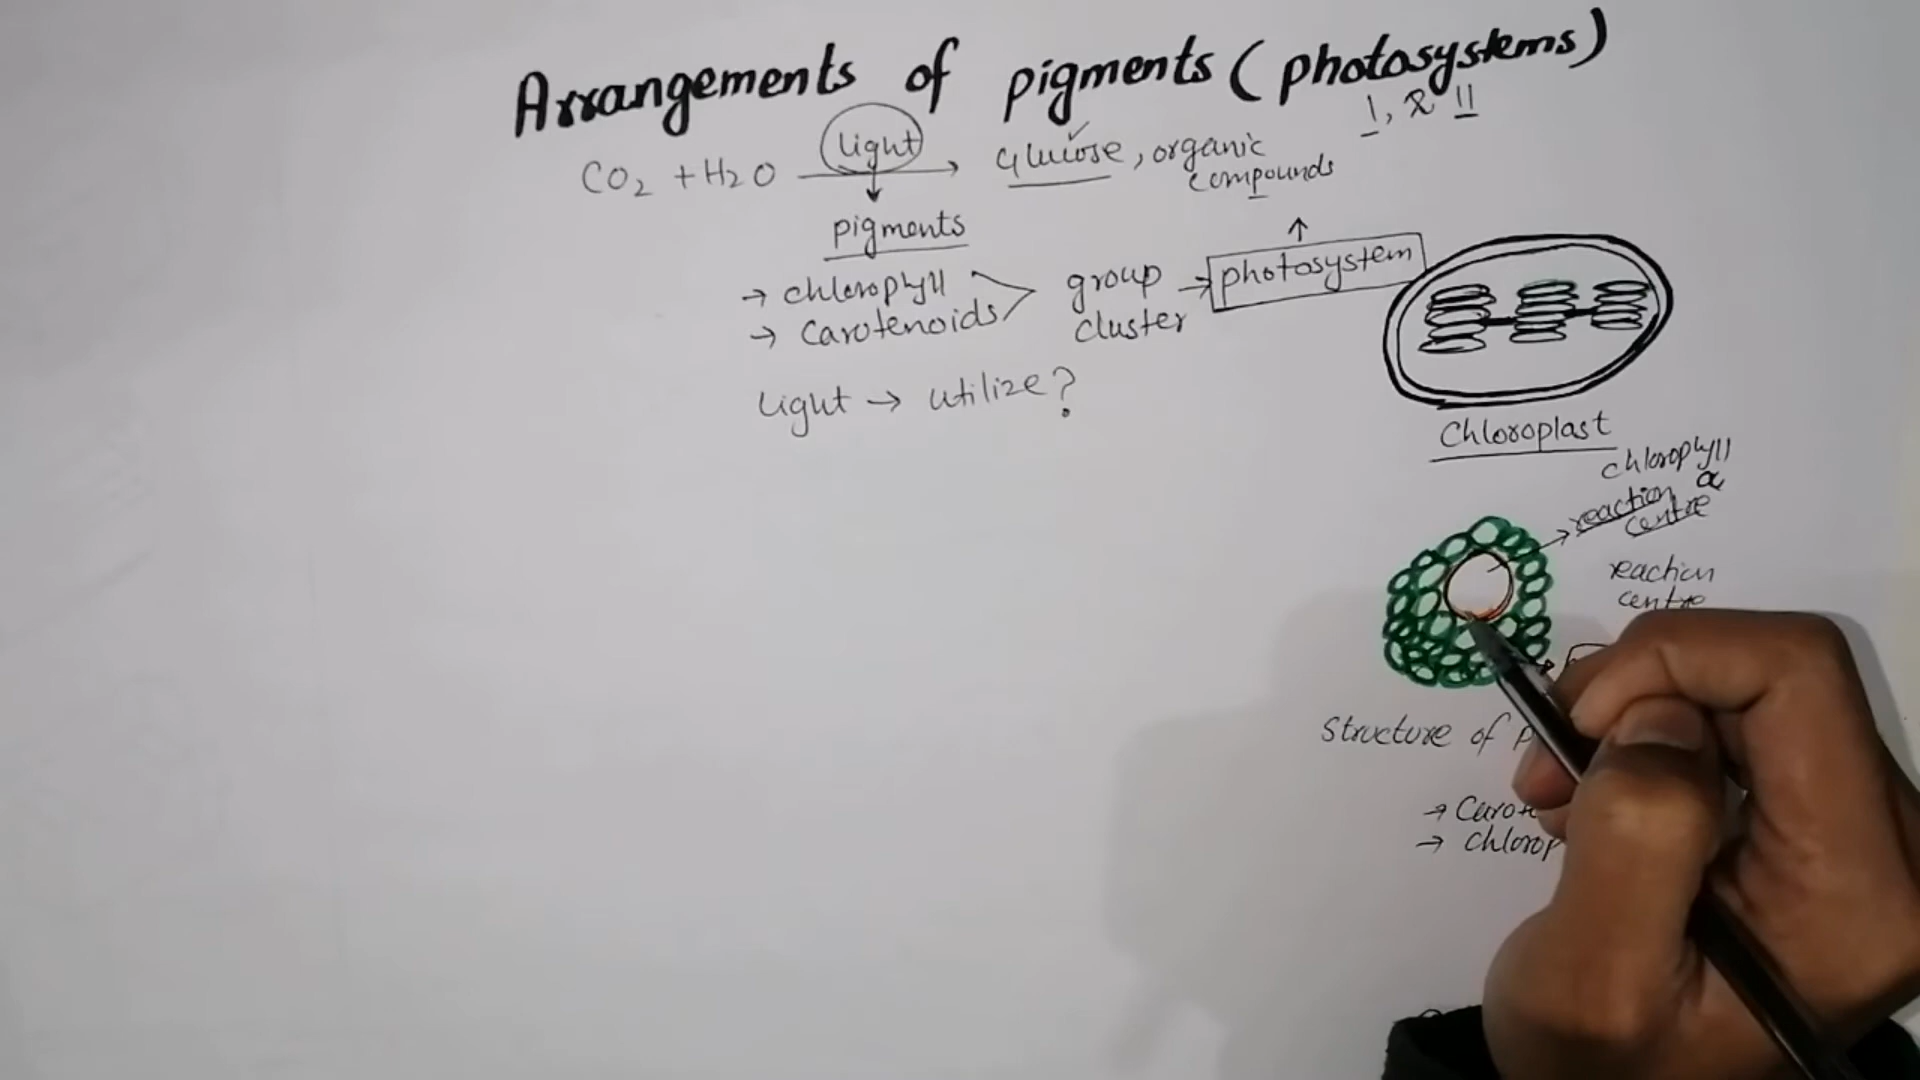 Arrangements of pigments (photosystems)
I, & II
CO2 + H2O light → Glucose, organic compounds
pigments
→ chlorophyll
→ Carotenoids
group cluster → photosystem
light → utilize?
Chloroplast
chlorophyll a
reaction centre
reaction centre
Structure of
→
→